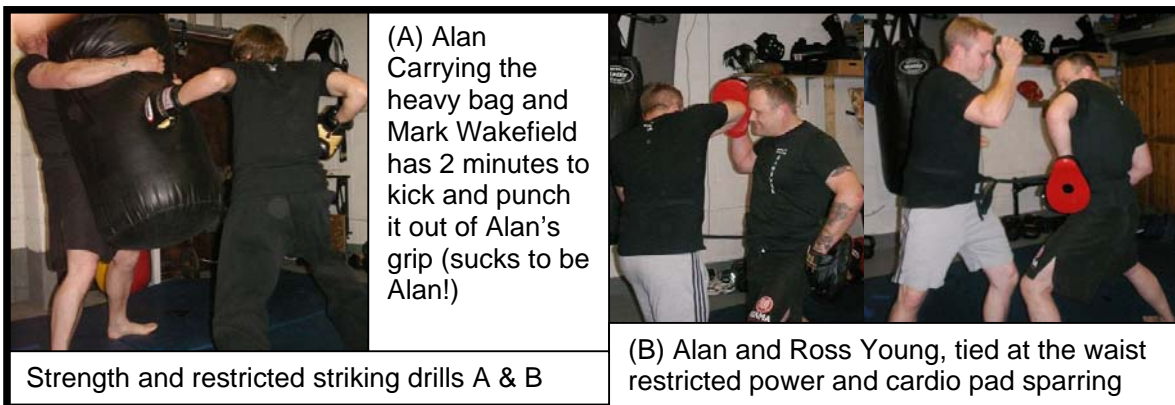 (A) Alan
Carrying the
heavy bag and
Mark Wakefield
has 2 minutes to
kick and punch
it out of Alan’s
grip (sucks to be
Alan!)
Strength and restricted striking drills A & B
(B) Alan and Ross Young, tied at the waist
restricted power and cardio pad sparring